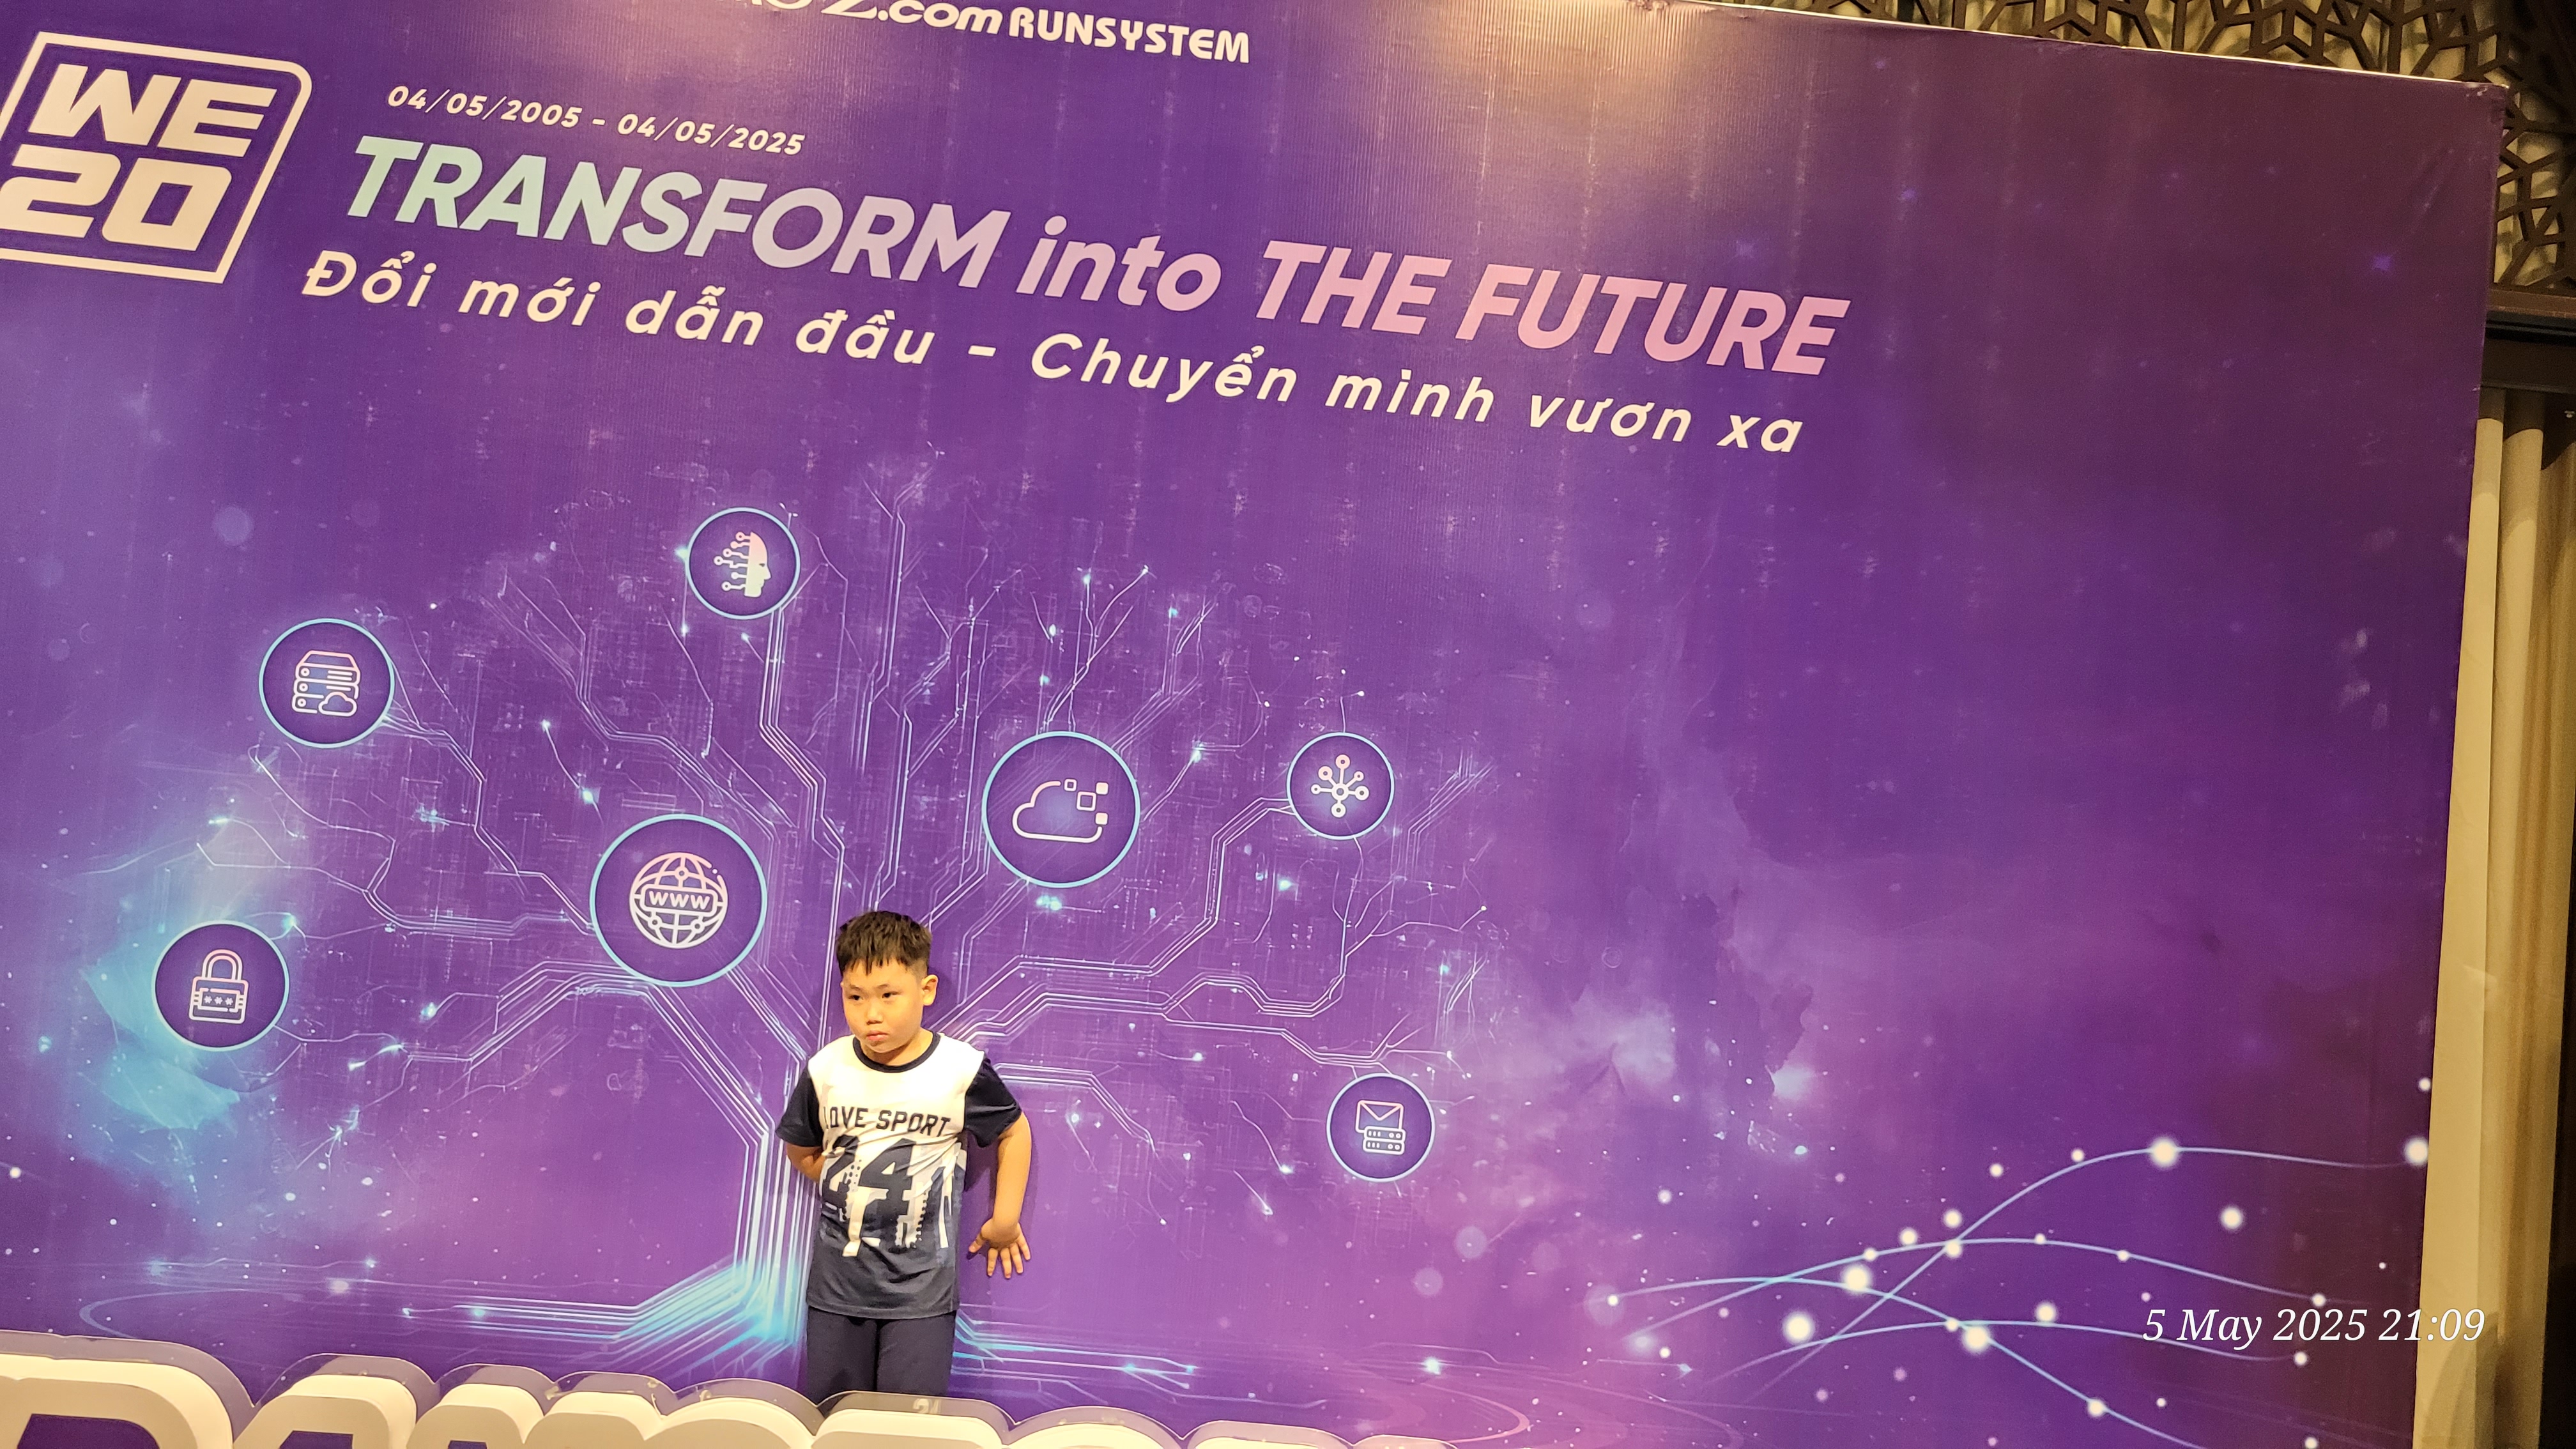 .com RUNSYSTEM
WE
20
04/05/2005 - 04/05/2025
TRANSFORM into THE FUTURE
Đổi mới dẫn đầu - Chuyển mình vươn xa
WWW
***
LOVE SPORT
44
5 May 2025 21:09